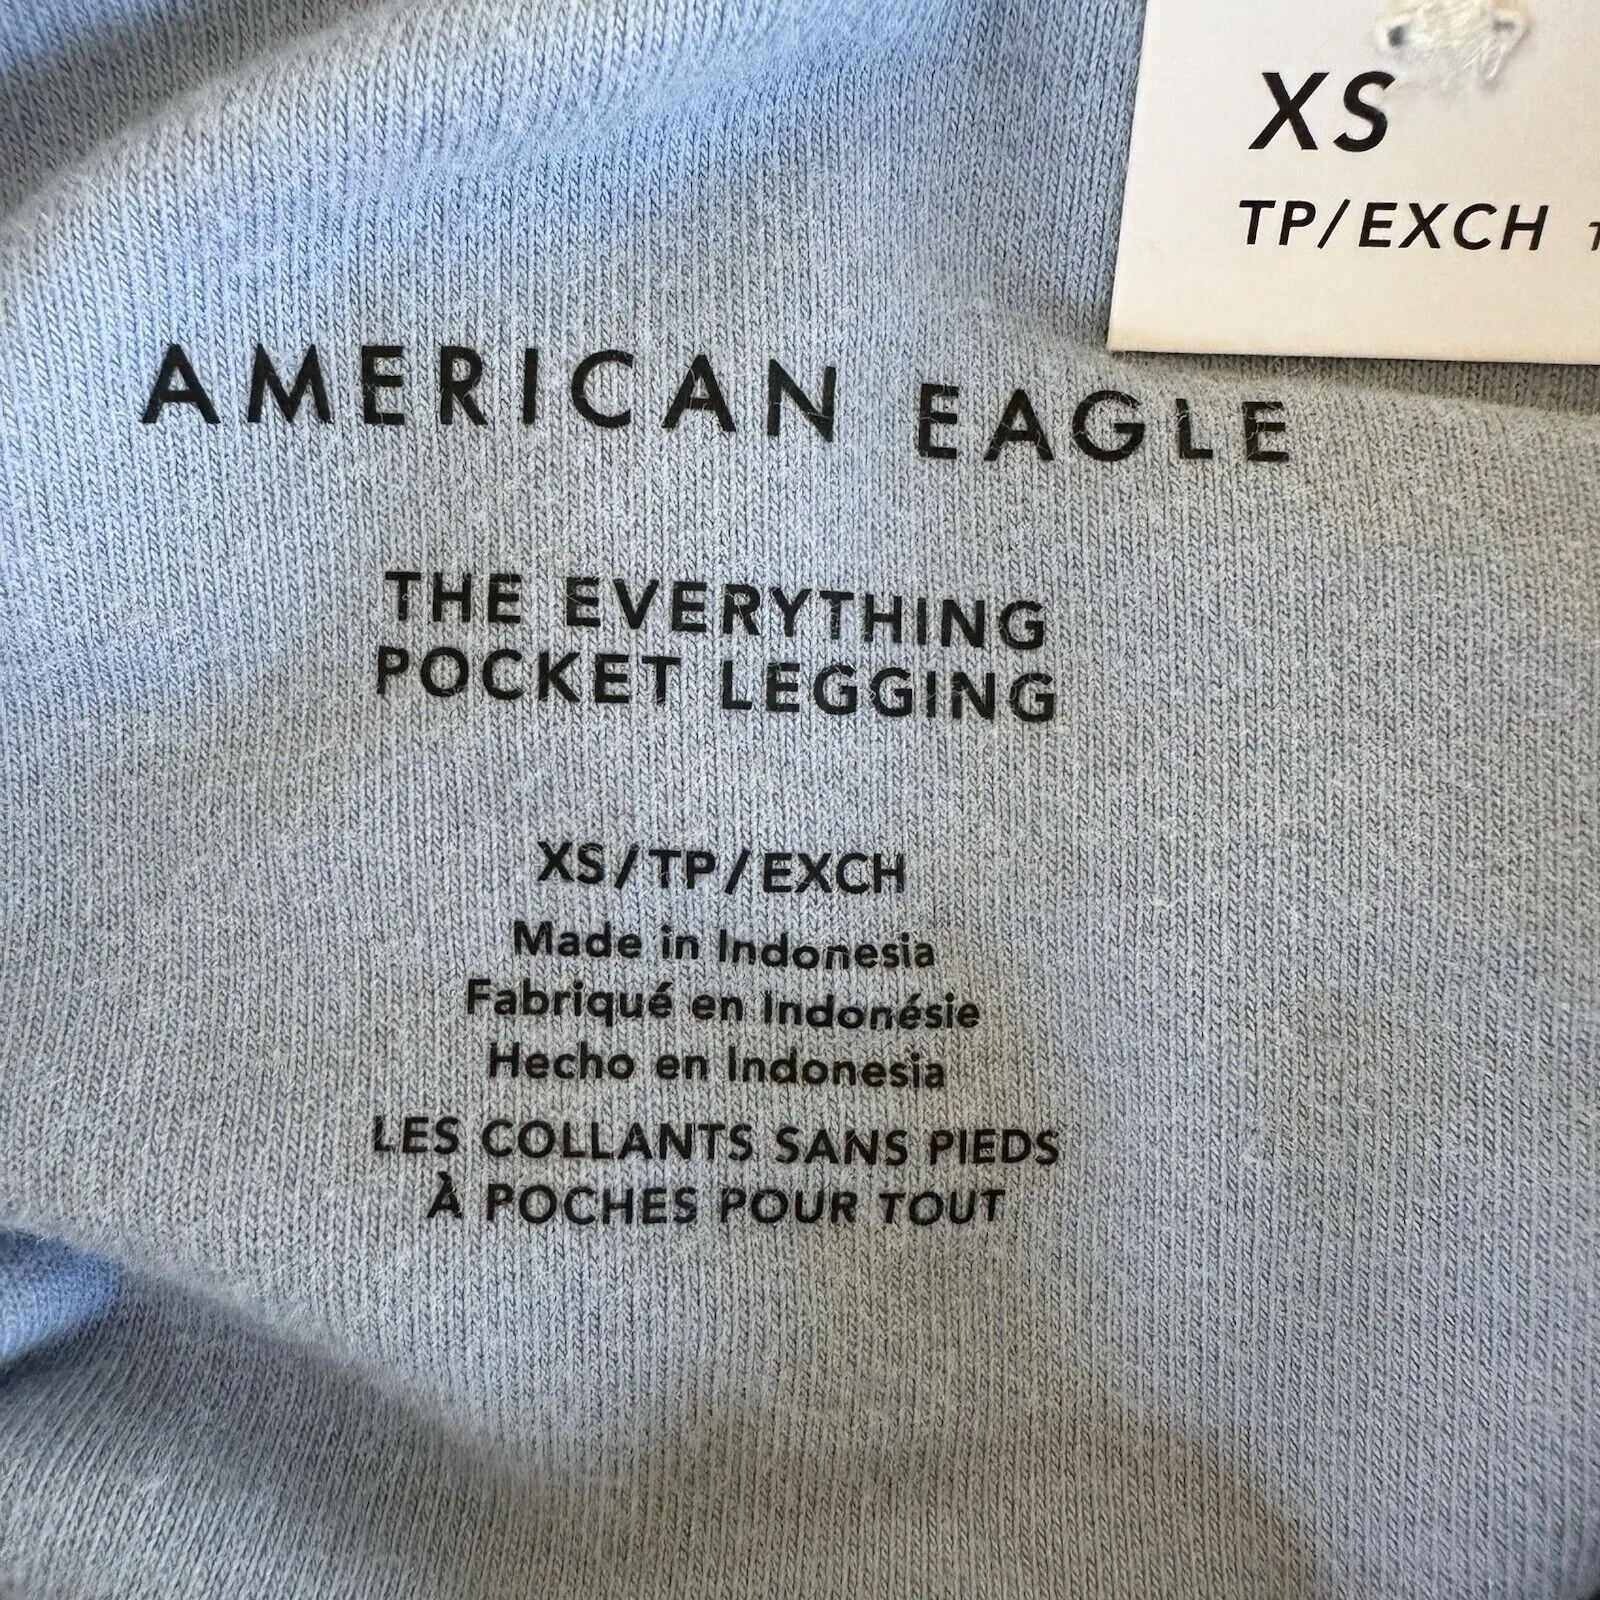 XS
TP/EXCH
AMERICAN EAGLE
THE EVERYTHING
POCKET LEGGING
XS/TP/EXCH
Made in Indonesia
Fabriqué en Indonésie
Hecho en Indonesia
LES COLLANTS SANS PIEDS
À POCHES POUR TOUT